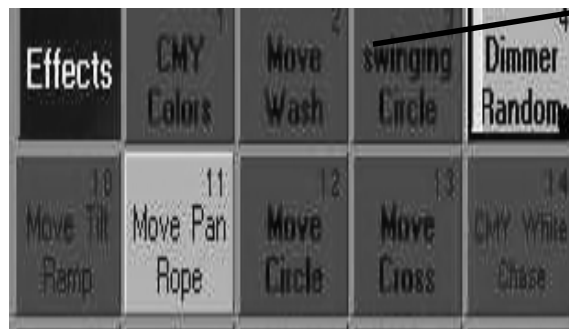 Effects
1
CMY
Colors
2
Move
Wash
3
swinging
Circle
4
Dimmer
Random
10
Move Tilt
Ramp
11
Move Pan
Rope
12
Move
Circle
13
Move
Cross
14
CMY White
Chase